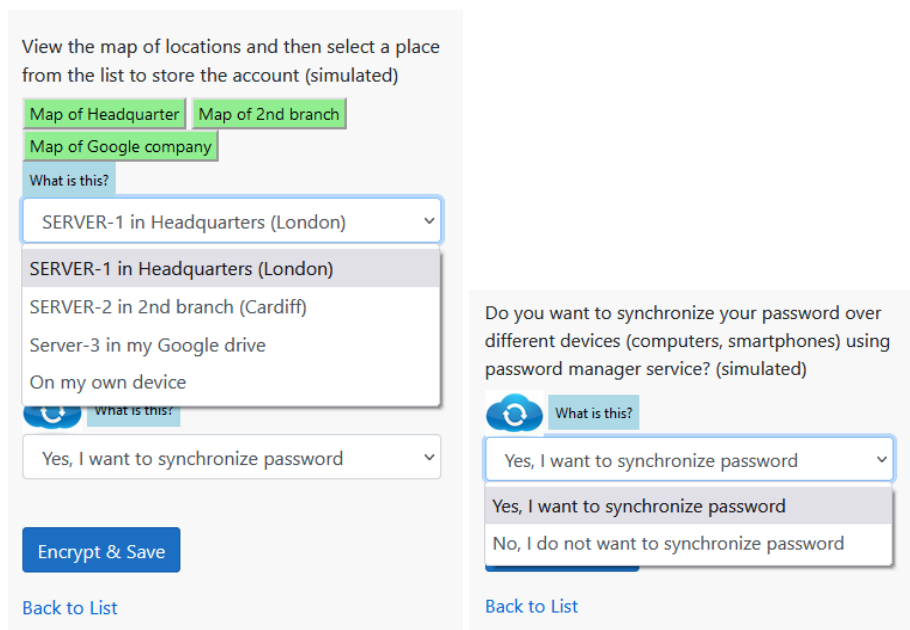 View the map of locations and then select a place
from the list to store the account (simulated)
Map of Headquarter Map of 2nd branch
Map of Google company
What is this?
SERVER-1 in Headquarters (London)
SERVER-1 in Headquarters (London)
SERVER-2 in 2nd branch (Cardiff)
Server-3 in my Google drive
On my own device
What is this?
Yes, I want to synchronize password
Encrypt & Save
Back to List
Do you want to synchronize your password over
different devices (computers, smartphones) using
password manager service? (simulated)
What is this?
Yes, I want to synchronize password
Yes, I want to synchronize password
No, I do not want to synchronize password
Back to List